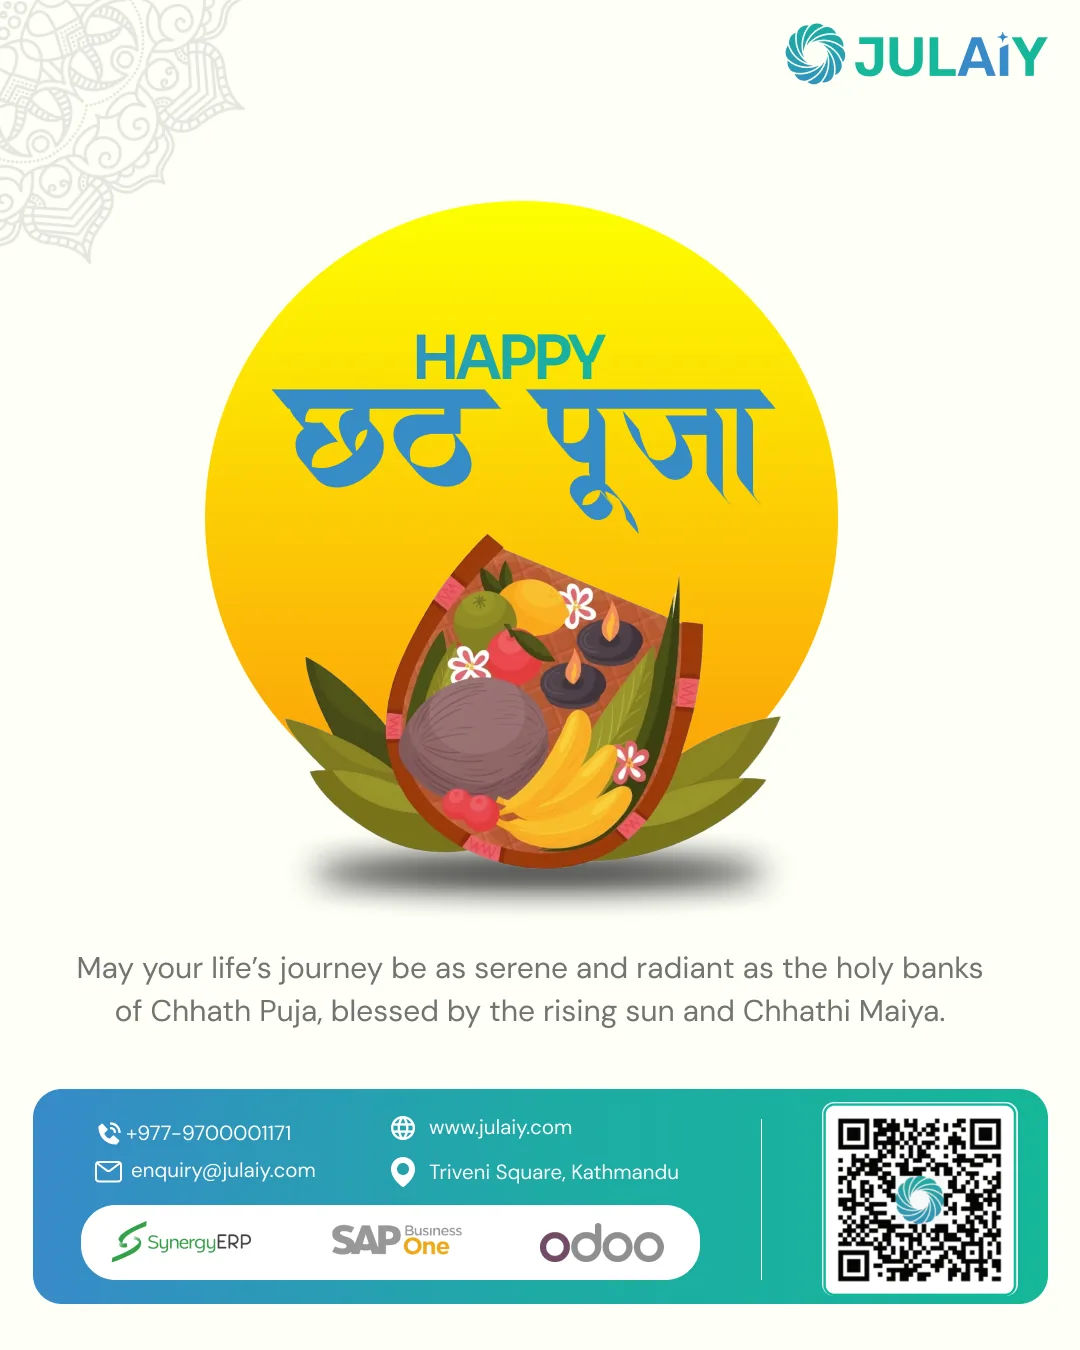 JULAiY
HAPPY
छठ पूजा
May your life’s journey be as serene and radiant as the holy banks
of Chhath Puja, blessed by the rising sun and Chhathi Maiya.
+977-9700001171
www.julaiy.com
enquiry@julaiy.com
Triveni Square, Kathmandu
SynergyERP
SAP Business One
odoo